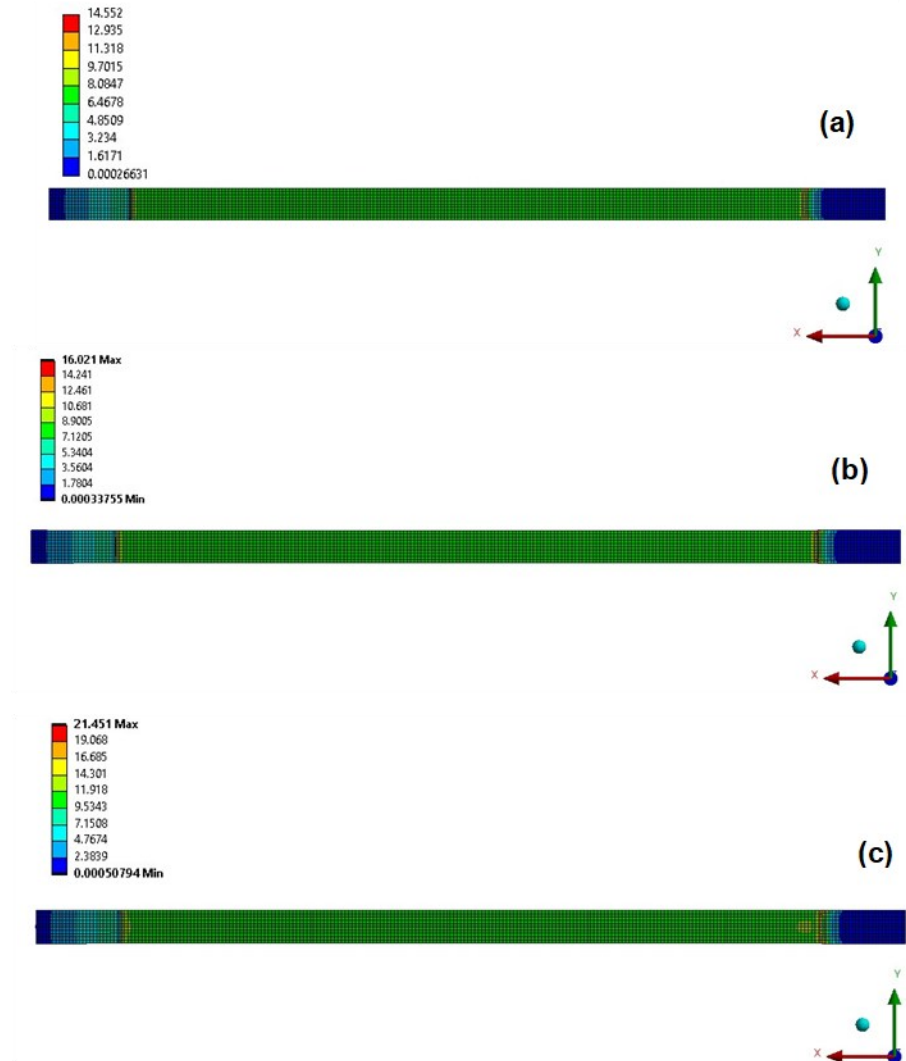 14.552
12.935
11.318
9.7015
8.0847
6.4678
4.8509
3.234
1.6171
0.00026631
(a)
Y
X
16.021 Max
14.241
12.461
10.681
8.9005
7.1205
5.3404
3.5604
1.7804
0.00033755 Min
(b)
Y
X
21.451 Max
19.068
16.685
14.301
11.918
9.5343
7.1508
4.7674
2.3839
0.00050794 Min
(c)
Y
X